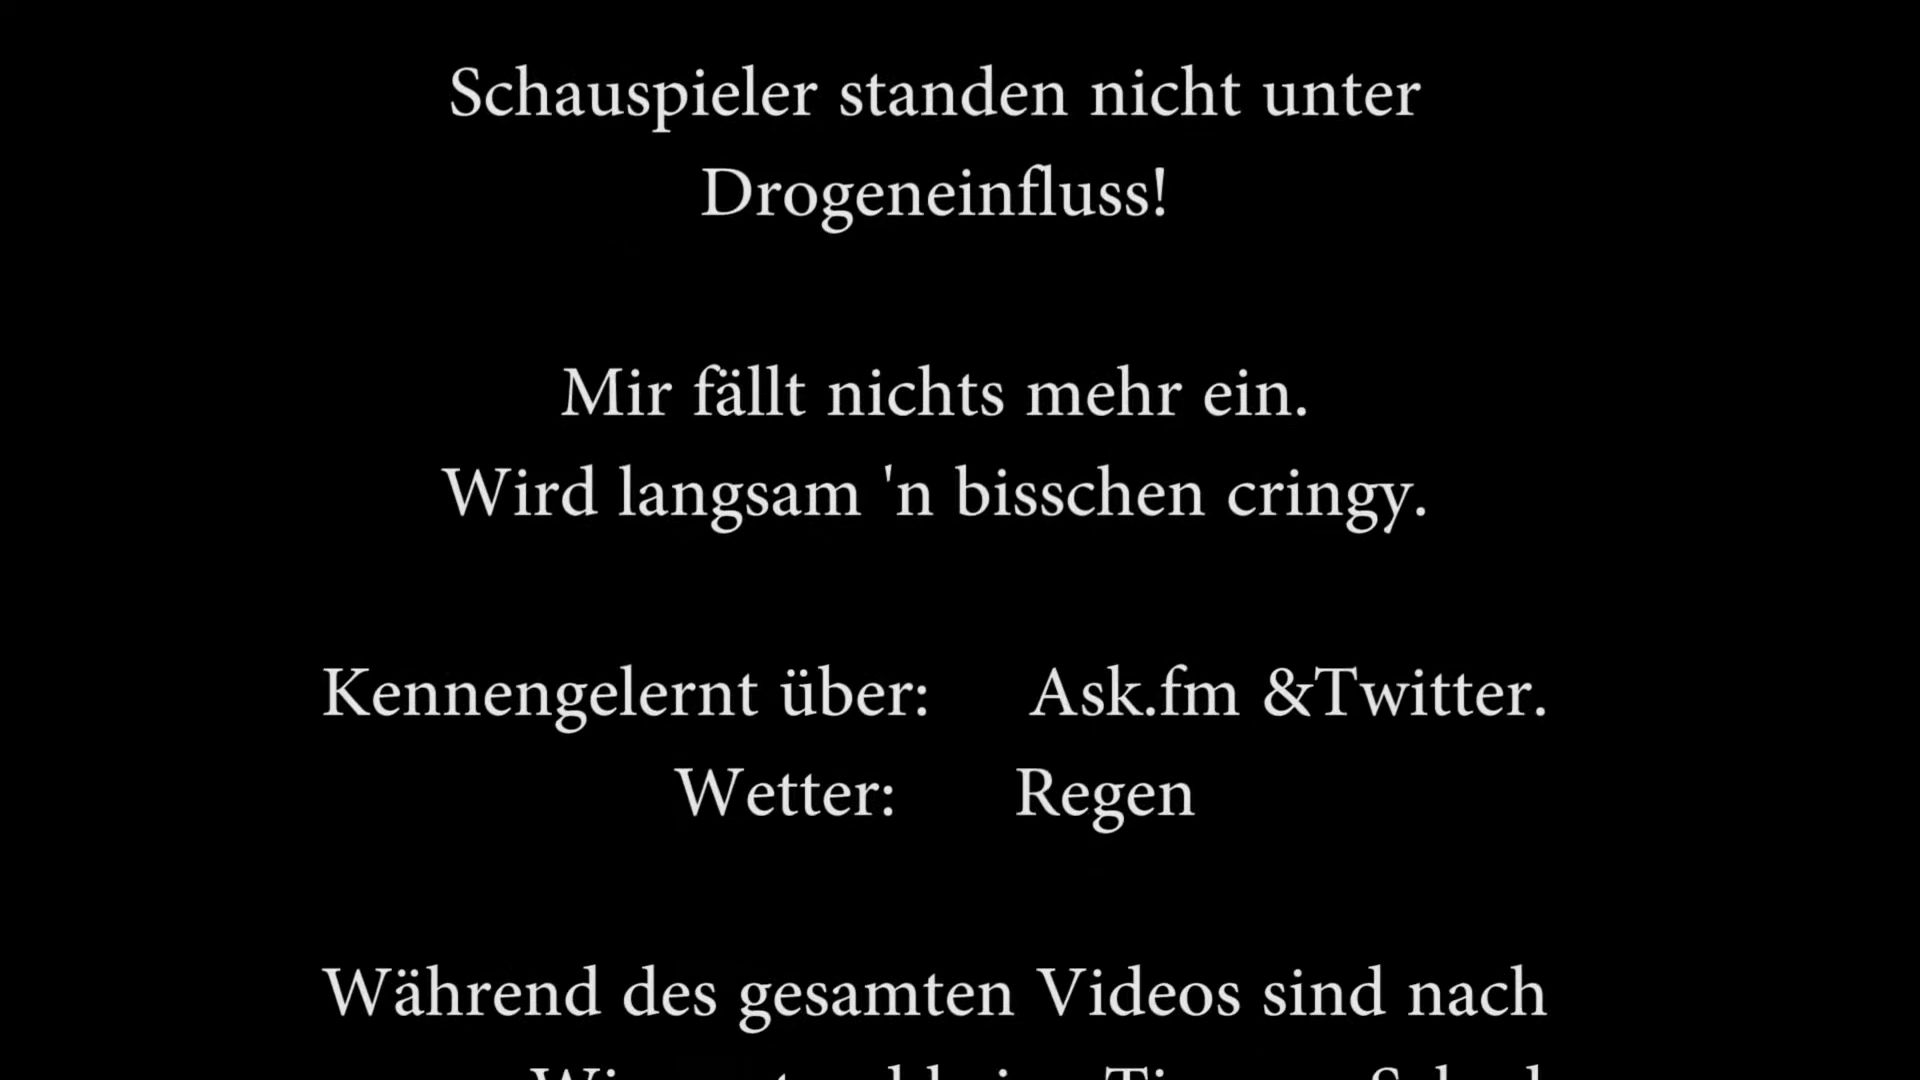 Schauspieler standen nicht unter
Drogeneinfluss!
Mir fällt nichts mehr ein.
Wird langsam 'n bisschen cringy.
Kennengelernt über: Ask.fm &Twitter.
Wetter: Regen
Während des gesamten Videos sind nach